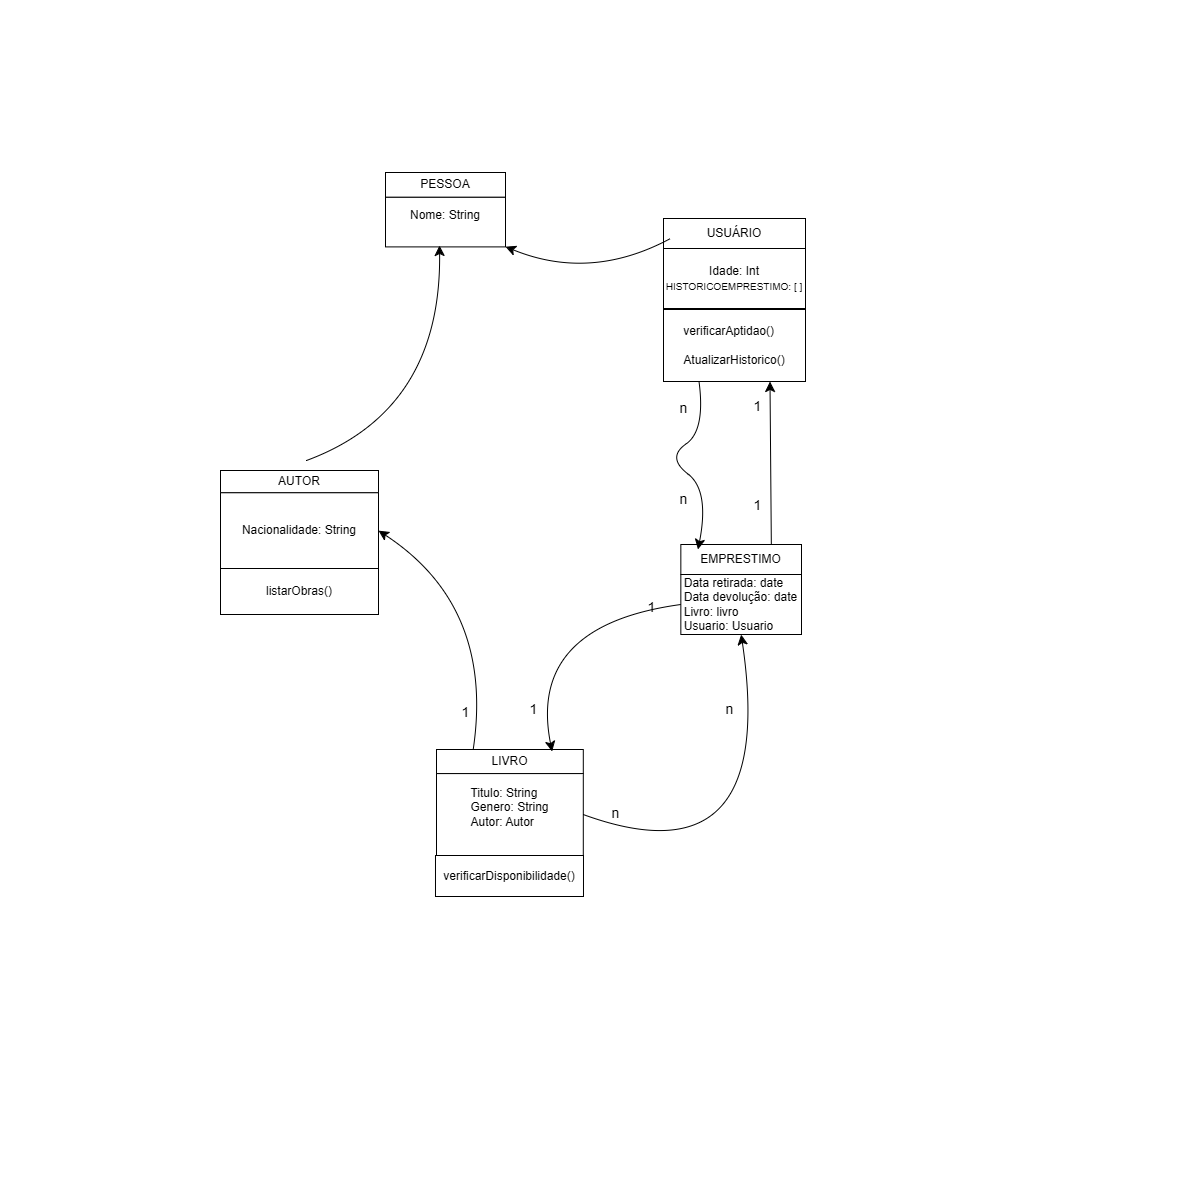 PESSOA
Nome: String
USUÁRIO
Idade: Int
HISTORICOEMPRESTIMO: [ ]
verificarAptidao()
AtualizarHistorico()
n
1
n
1
AUTOR
Nacionalidade: String
listarObras()
EMPRESTIMO
Data retirada: date
Data devolução: date
Livro: livro
Usuario: Usuario
1
1
1
n
n
LIVRO
Titulo: String
Genero: String
Autor: Autor
verificarDisponibilidade()